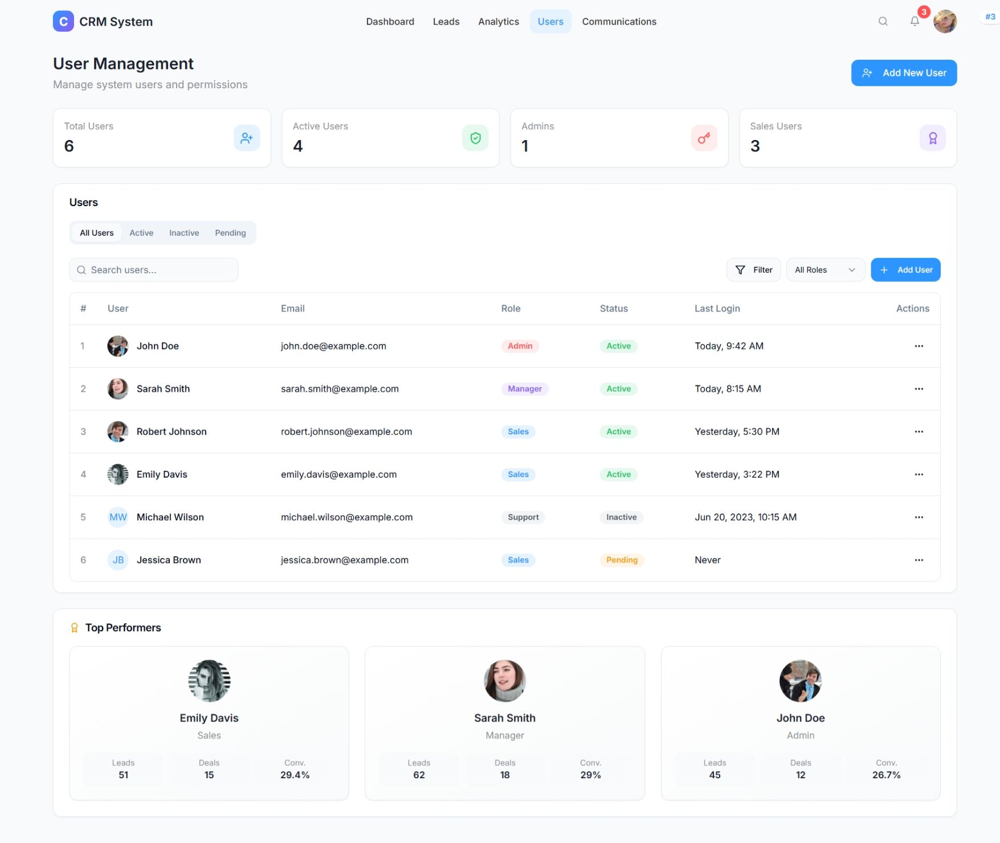 C CRM System
Dashboard Leads Analytics Users Communications
3
#3
User Management
Manage system users and permissions
Add New User
Total Users
6
Active Users
4
Admins
1
Sales Users
3
Users
All Users Active Inactive Pending
Search users...
Filter All Roles Add User
# User Email Role Status Last Login Actions
1 John Doe john.doe@example.com Admin Active Today, 9:42 AM
2 Sarah Smith sarah.smith@example.com Manager Active Today, 8:15 AM
3 Robert Johnson robert.johnson@example.com Sales Active Yesterday, 5:30 PM
4 Emily Davis emily.davis@example.com Sales Active Yesterday, 3:22 PM
5 MW Michael Wilson michael.wilson@example.com Support Inactive Jun 20, 2023, 10:15 AM
6 JB Jessica Brown jessica.brown@example.com Sales Pending Never
Top Performers
Emily Davis
Sales
Leads Deals Conv.
51 15 29.4%
Sarah Smith
Manager
Leads Deals Conv.
62 18 29%
John Doe
Admin
Leads Deals Conv.
45 12 26.7%